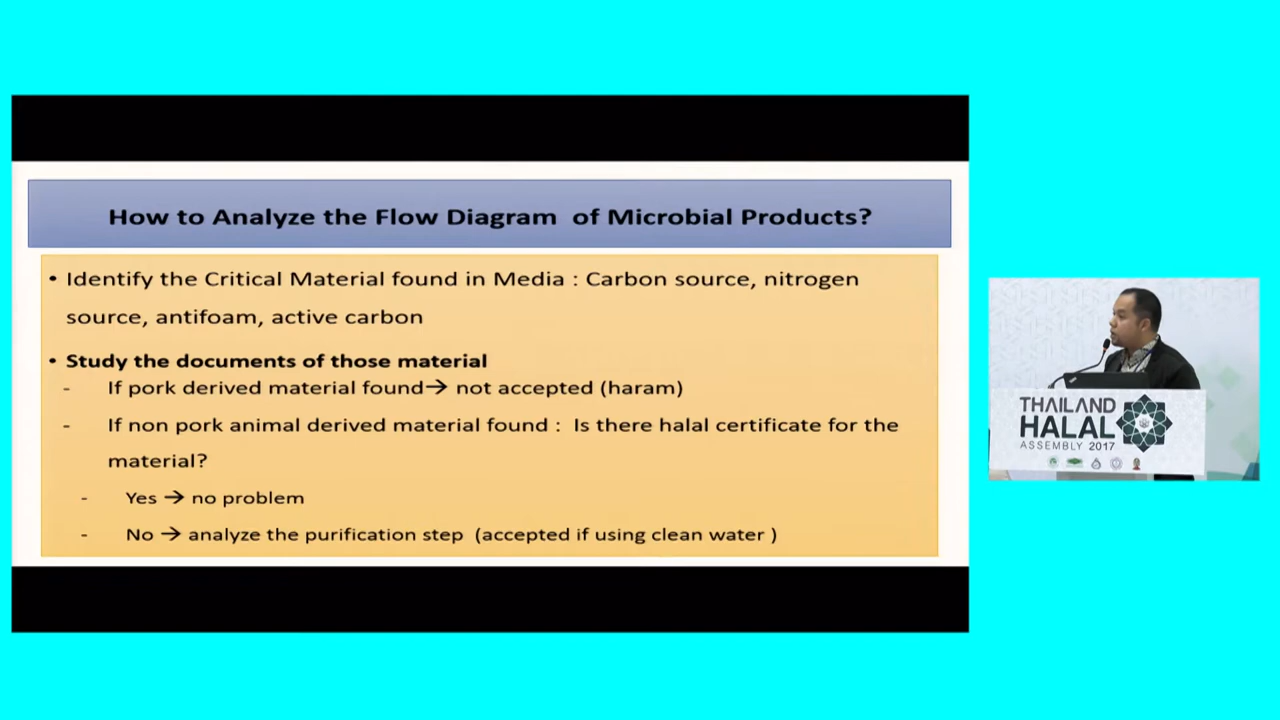 How to Analyze the Flow Diagram of Microbial Products?
• Identify the Critical Material found in Media : Carbon source, nitrogen
source, antifoam, active carbon
• Study the documents of those material
- If pork derived material found→ not accepted (haram)
- If non pork animal derived material found : Is there halal certificate for the
material?
- Yes → no problem
- No → analyze the purification step (accepted if using clean water )
THAILAND
HALAL
ASSEMBLY 2017